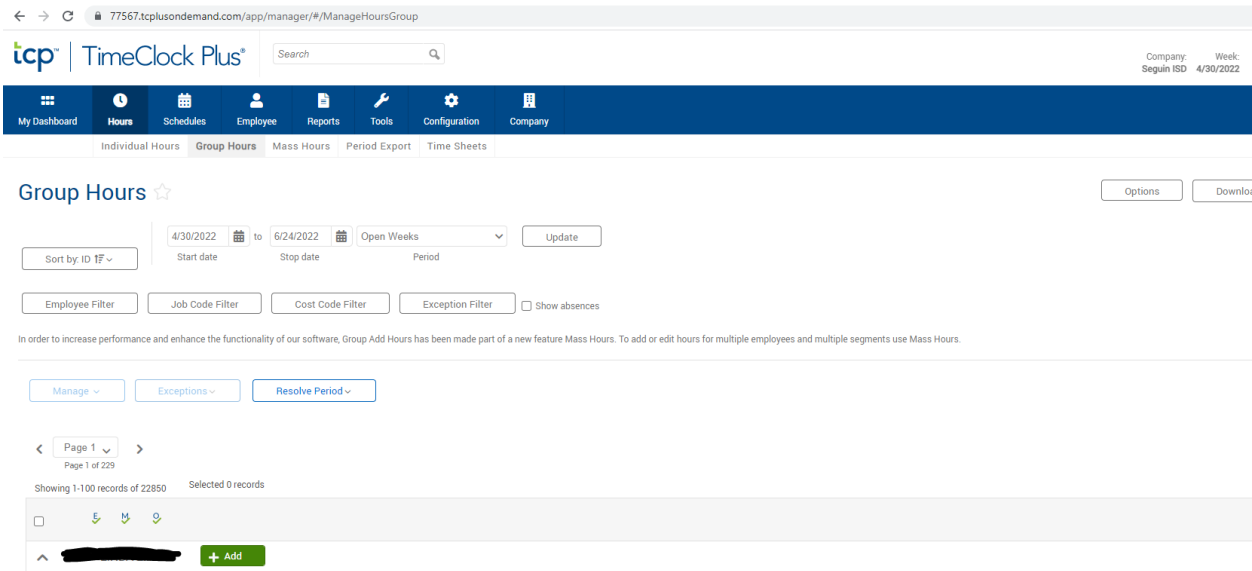 77567.tcplusondemand.com/app/manager/#/ManageHoursGroup
tcp™ | TimeClock Plus®
Search
Company: Week:
Seguin ISD 4/30/2022
My Dashboard Hours Schedules Employee Reports Tools Configuration Company
Individual Hours Group Hours Mass Hours Period Export Time Sheets
Group Hours
Options
4/30/2022 to 6/24/2022 Open Weeks Update
Sort by: ID Start date Stop date Period
Employee Filter Job Code Filter Cost Code Filter Exception Filter Show absences
In order to increase performance and enhance the functionality of our software, Group Add Hours has been made part of a new feature Mass Hours. To add or edit hours for multiple employees and multiple segments use Mass Hours.
Manage Exceptions Resolve Period
Page 1
Page 1 of 229
Showing 1-100 records of 22850 Selected 0 records
E M O
+ Add